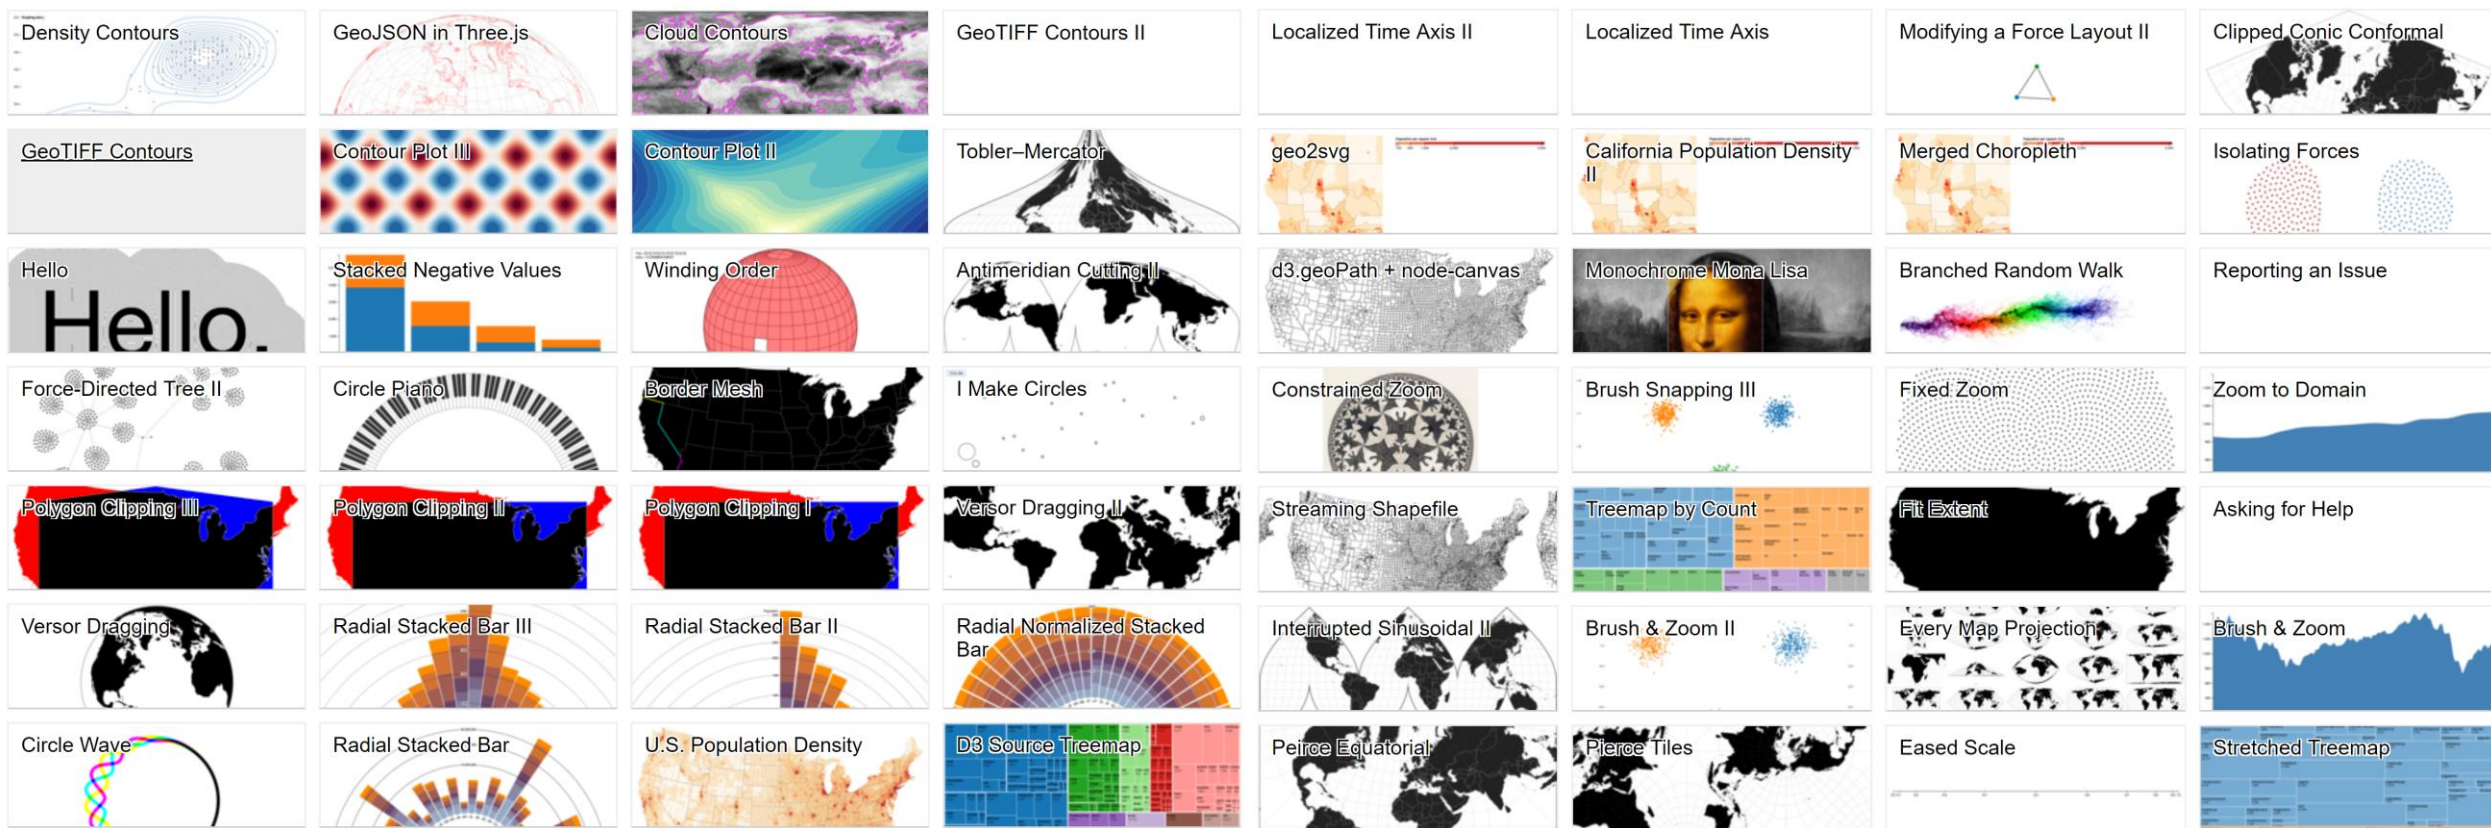 Density Contours
GeoJSON in Three.js
Cloud Contours
GeoTIFF Contours II
Localized Time Axis II
Localized Time Axis
Modifying a Force Layout II
Clipped Conic Conformal
GeoTIFF Contours
Contour Plot III
Contour Plot II
Tobler–Mercator
geo2svg
California Population Density
II
Merged Choropleth
Isolating Forces
Hello
Hello.
Stacked Negative Values
Winding Order
Antimeridian Cutting II
d3.geoPath + node-canvas
Monochrome Mona Lisa
Branched Random Walk
Reporting an Issue
Force-Directed Tree II
Circle Piano
Border Mesh
I Make Circles
Constrained Zoom
Brush Snapping III
Fixed Zoom
Zoom to Domain
Polygon Clipping III
Polygon Clipping II
Polygon Clipping I
Versor Dragging II
Streaming Shapefile
Treemap by Count
Fit Extent
Asking for Help
Versor Dragging
Radial Stacked Bar III
Radial Stacked Bar II
Radial Normalized Stacked
Bar
Interrupted Sinusoidal II
Brush & Zoom II
Every Map Projection
Brush & Zoom
Circle Wave
Radial Stacked Bar
U.S. Population Density
D3 Source Treemap
Peirce Equatorial
Pierce Tiles
Eased Scale
Stretched Treemap